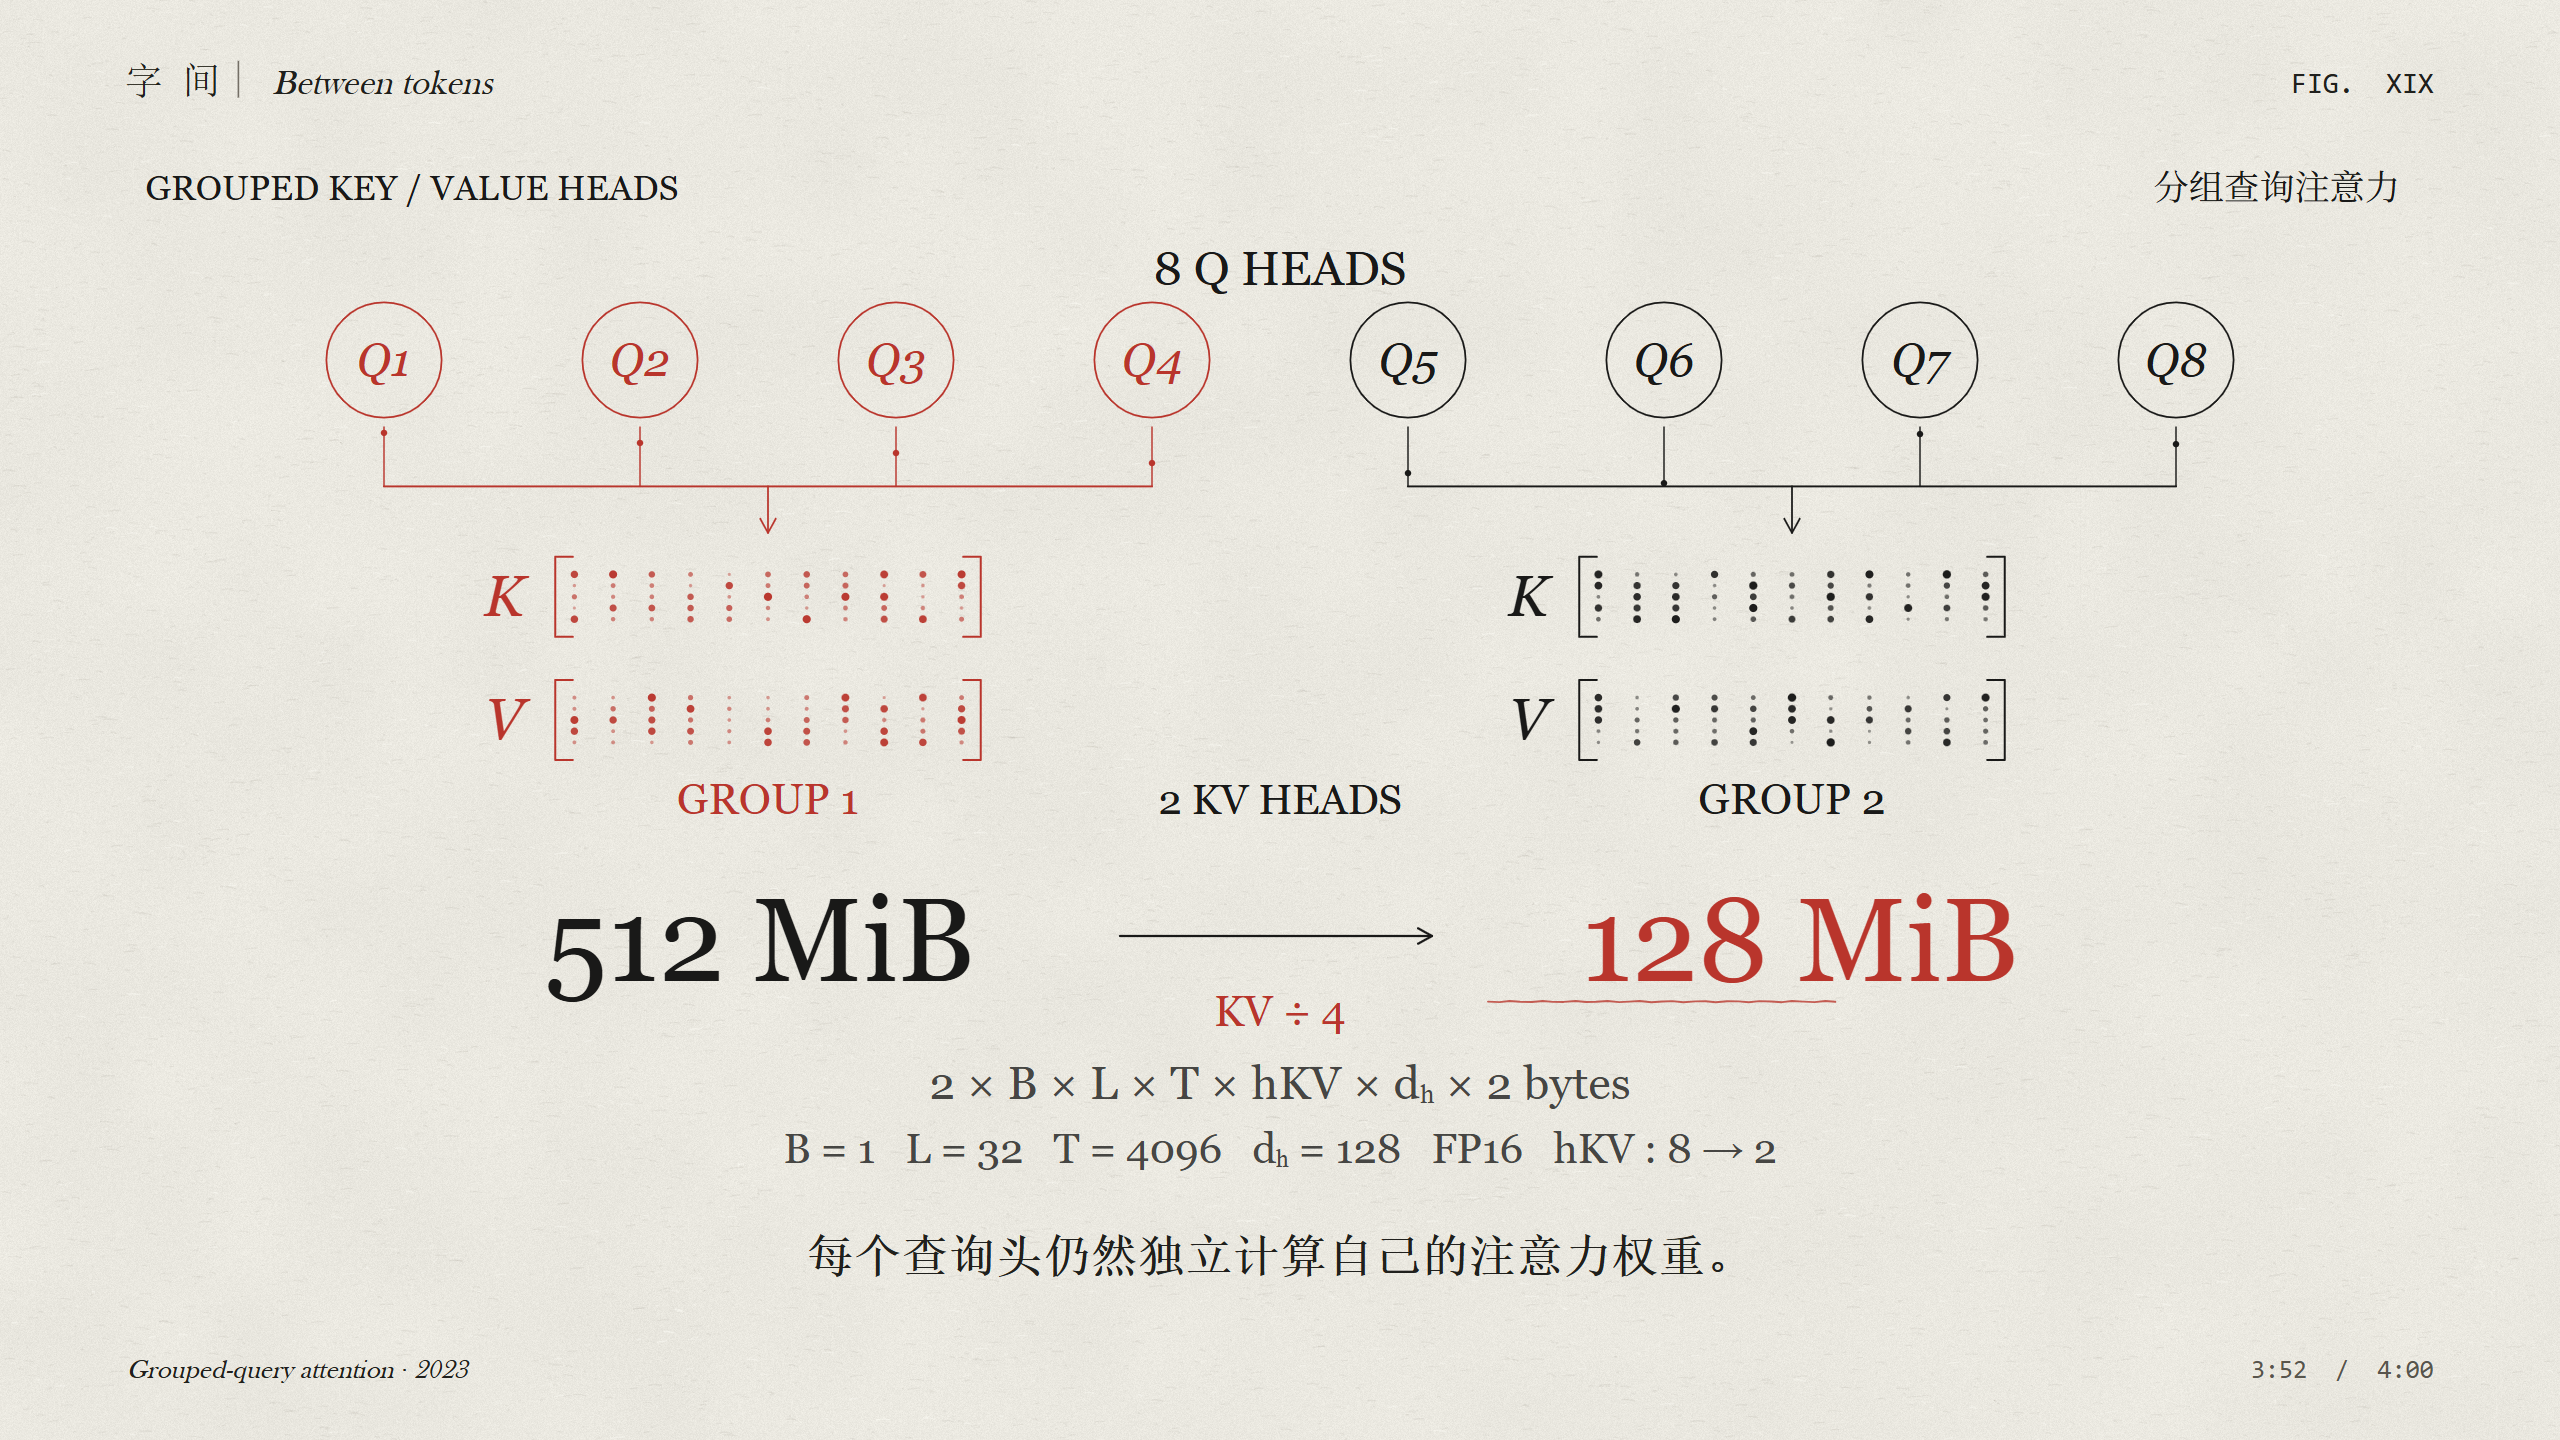 字 间 | Between tokens
FIG. XIX
GROUPED KEY / VALUE HEADS
分组查询注意力
8 Q HEADS
Q1 Q2 Q3 Q4 Q5 Q6 Q7 Q8
K K
V V
GROUP 1 2 KV HEADS GROUP 2
512 MiB → 128 MiB
KV ÷ 4
2 × B × L × T × hKV × dₕ × 2 bytes
B = 1 L = 32 T = 4096 dₕ = 128 FP16 hKV : 8 → 2
每个查询头仍然独立计算自己的注意力权重。
Grouped-query attention · 2023
3:52 / 4:00